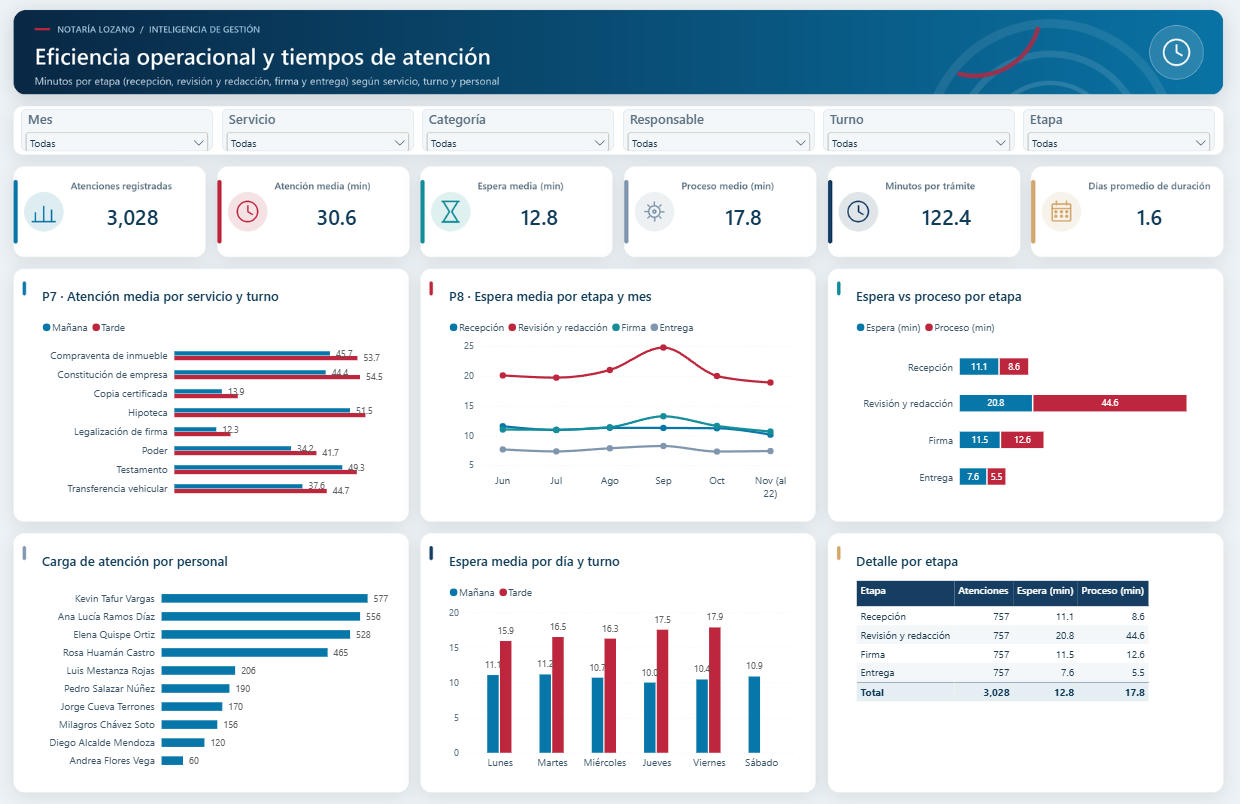 NOTARÍA LOZANO / INTELIGENCIA DE GESTIÓN
Eficiencia operacional y tiempos de atención
Minutos por etapa (recepción, revisión y redacción, firma y entrega) según servicio, turno y personal
Mes Servicio Categoría Responsable Turno Etapa
Todas Todas Todas Todas Todas Todas
Atenciones registradas
3,028
Atención media (min)
30.6
Espera media (min)
12.8
Proceso medio (min)
17.8
Minutos por trámite
122.4
Días promedio de duración
1.6
P7 · Atención media por servicio y turno
Mañana Tarde
Compraventa de inmueble 45.7 53.7
Constitución de empresa 44.4 54.5
Copia certificada 13.9
Hipoteca 51.5
Legalización de firma 12.3
Poder 34.2 41.7
Testamento 49.3
Transferencia vehicular 37.6 44.7
P8 · Espera media por etapa y mes
Recepción Revisión y redacción Firma Entrega
25
20
15
10
5
Jun Jul Ago Sep Oct Nov (al
22)
Espera vs proceso por etapa
Espera (min) Proceso (min)
Recepción 11.1 8.6
Revisión y redacción 20.8 44.6
Firma 11.5 12.6
Entrega 7.6 5.5
Carga de atención por personal
Kevin Tafur Vargas 577
Ana Lucía Ramos Díaz 556
Elena Quispe Ortiz 528
Rosa Huamán Castro 465
Luis Mestanza Rojas 206
Pedro Salazar Núñez 190
Jorge Cueva Terrones 170
Milagros Chávez Soto 156
Diego Alcalde Mendoza 120
Andrea Flores Vega 60
Espera media por día y turno
Mañana Tarde
20
15
10
5
0
11.1 15.9 11.2 16.5 10.7 16.3 10.0 17.5 10.4 17.9 10.9
Lunes Martes Miércoles Jueves Viernes Sábado
Detalle por etapa
Etapa Atenciones Espera (min) Proceso (min)
Recepción 757 11.1 8.6
Revisión y redacción 757 20.8 44.6
Firma 757 11.5 12.6
Entrega 757 7.6 5.5
Total 3,028 12.8 17.8